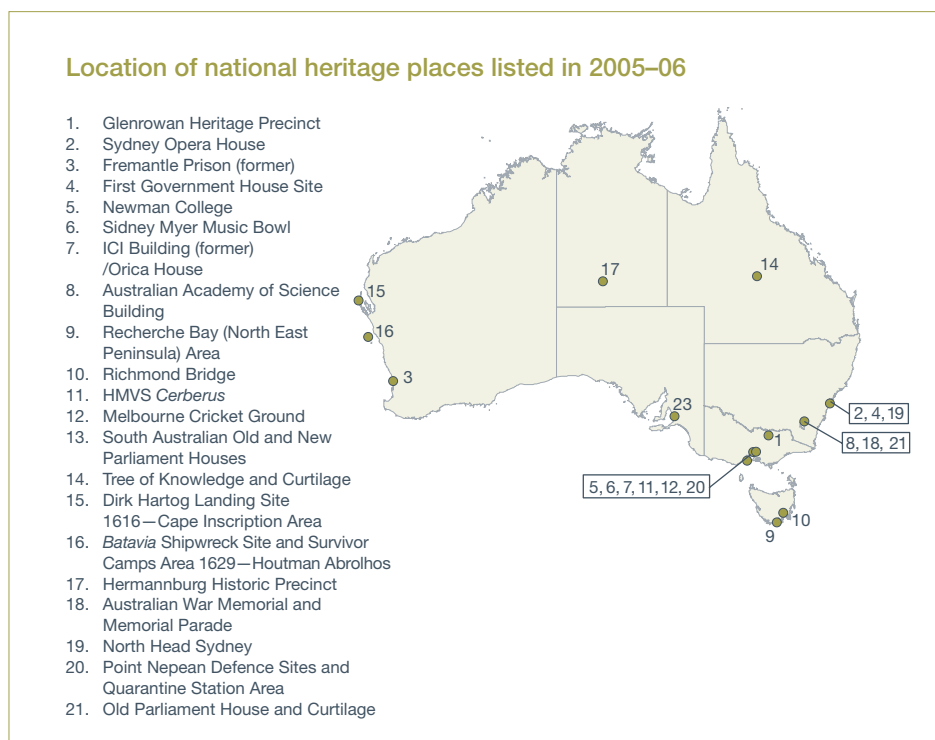 Location of national heritage places listed in 2005–06
1. Glenrowan Heritage Precinct
2. Sydney Opera House
3. Fremantle Prison (former)
4. First Government House Site
5. Newman College
6. Sidney Myer Music Bowl
7. ICI Building (former)
/Orica House
8. Australian Academy of Science
Building
9. Recherche Bay (North East
Peninsula) Area
10. Richmond Bridge
11. HMVS Cerberus
12. Melbourne Cricket Ground
13. South Australian Old and New
Parliament Houses
14. Tree of Knowledge and Curtilage
15. Dirk Hartog Landing Site
1616—Cape Inscription Area
16. Batavia Shipwreck Site and Survivor
Camps Area 1629—Houtman Abrolhos
17. Hermannburg Historic Precinct
18. Australian War Memorial and
Memorial Parade
19. North Head Sydney
20. Point Nepean Defence Sites and
Quarantine Station Area
21. Old Parliament House and Curtilage
14
17
15
16
3
23
2, 4, 19
1
8, 18, 21
5, 6, 7, 11, 12, 20
10
9